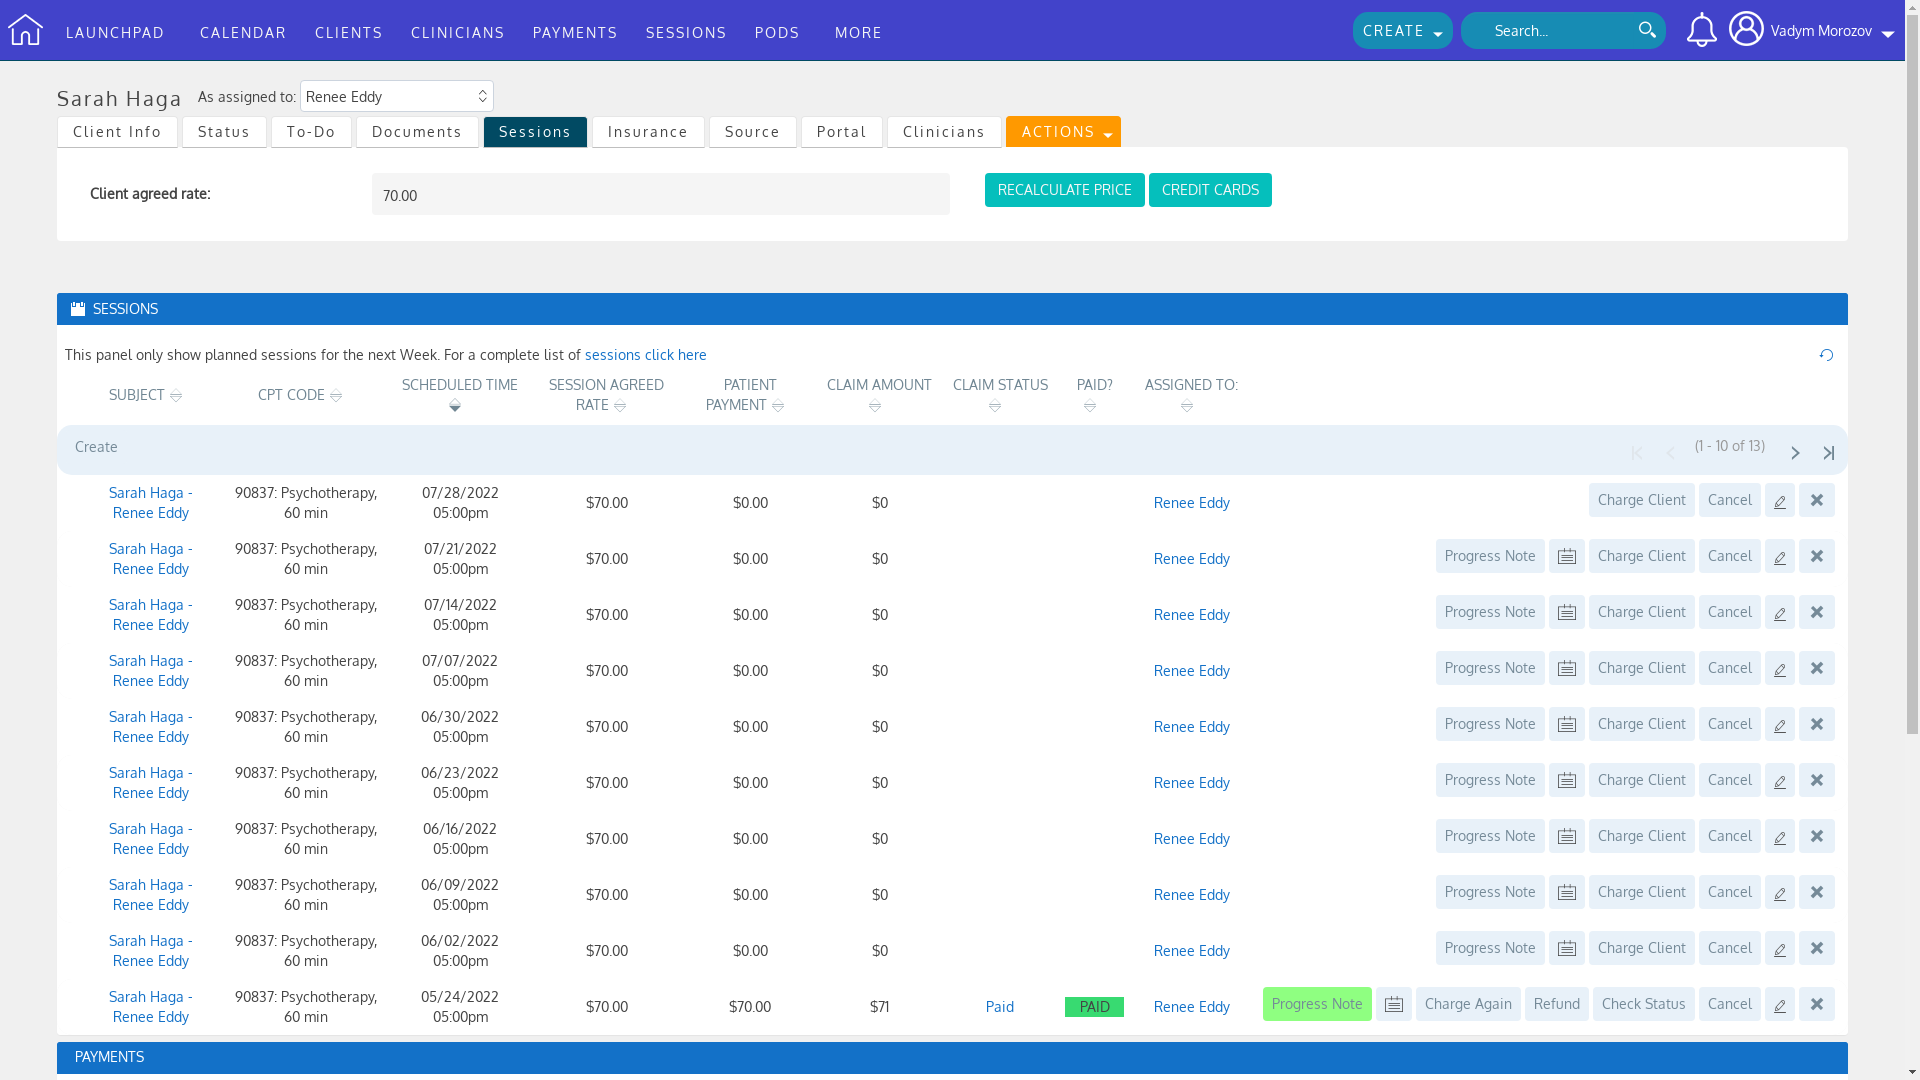 LAUNCHPAD CALENDAR CLIENTS CLINICIANS PAYMENTS SESSIONS PODS MORE CREATE Search... Vadym Morozov
Sarah Haga As assigned to: Renee Eddy
Client Info Status To-Do Documents Sessions Insurance Source Portal Clinicians ACTIONS
Client agreed rate: 70.00 RECALCULATE PRICE CREDIT CARDS
SESSIONS
This panel only show planned sessions for the next Week. For a complete list of sessions click here
SUBJECT CPT CODE SCHEDULED TIME SESSION AGREED RATE PATIENT PAYMENT CLAIM AMOUNT CLAIM STATUS PAID? ASSIGNED TO:
Create (1 - 10 of 13)
Sarah Haga - 90837: Psychotherapy, 07/28/2022 $70.00 $0.00 $0 Renee Eddy Charge Client Cancel
Renee Eddy 60 min 05:00pm
Sarah Haga - 90837: Psychotherapy, 07/21/2022 $70.00 $0.00 $0 Renee Eddy Progress Note Charge Client Cancel
Renee Eddy 60 min 05:00pm
Sarah Haga - 90837: Psychotherapy, 07/14/2022 $70.00 $0.00 $0 Renee Eddy Progress Note Charge Client Cancel
Renee Eddy 60 min 05:00pm
Sarah Haga - 90837: Psychotherapy, 07/07/2022 $70.00 $0.00 $0 Renee Eddy Progress Note Charge Client Cancel
Renee Eddy 60 min 05:00pm
Sarah Haga - 90837: Psychotherapy, 06/30/2022 $70.00 $0.00 $0 Renee Eddy Progress Note Charge Client Cancel
Renee Eddy 60 min 05:00pm
Sarah Haga - 90837: Psychotherapy, 06/23/2022 $70.00 $0.00 $0 Renee Eddy Progress Note Charge Client Cancel
Renee Eddy 60 min 05:00pm
Sarah Haga - 90837: Psychotherapy, 06/16/2022 $70.00 $0.00 $0 Renee Eddy Progress Note Charge Client Cancel
Renee Eddy 60 min 05:00pm
Sarah Haga - 90837: Psychotherapy, 06/09/2022 $70.00 $0.00 $0 Renee Eddy Progress Note Charge Client Cancel
Renee Eddy 60 min 05:00pm
Sarah Haga - 90837: Psychotherapy, 06/02/2022 $70.00 $0.00 $0 Renee Eddy Progress Note Charge Client Cancel
Renee Eddy 60 min 05:00pm
Sarah Haga - 90837: Psychotherapy, 05/24/2022 $70.00 $70.00 $71 Paid PAID Renee Eddy Progress Note Charge Again Refund Check Status Cancel
Renee Eddy 60 min 05:00pm
PAYMENTS